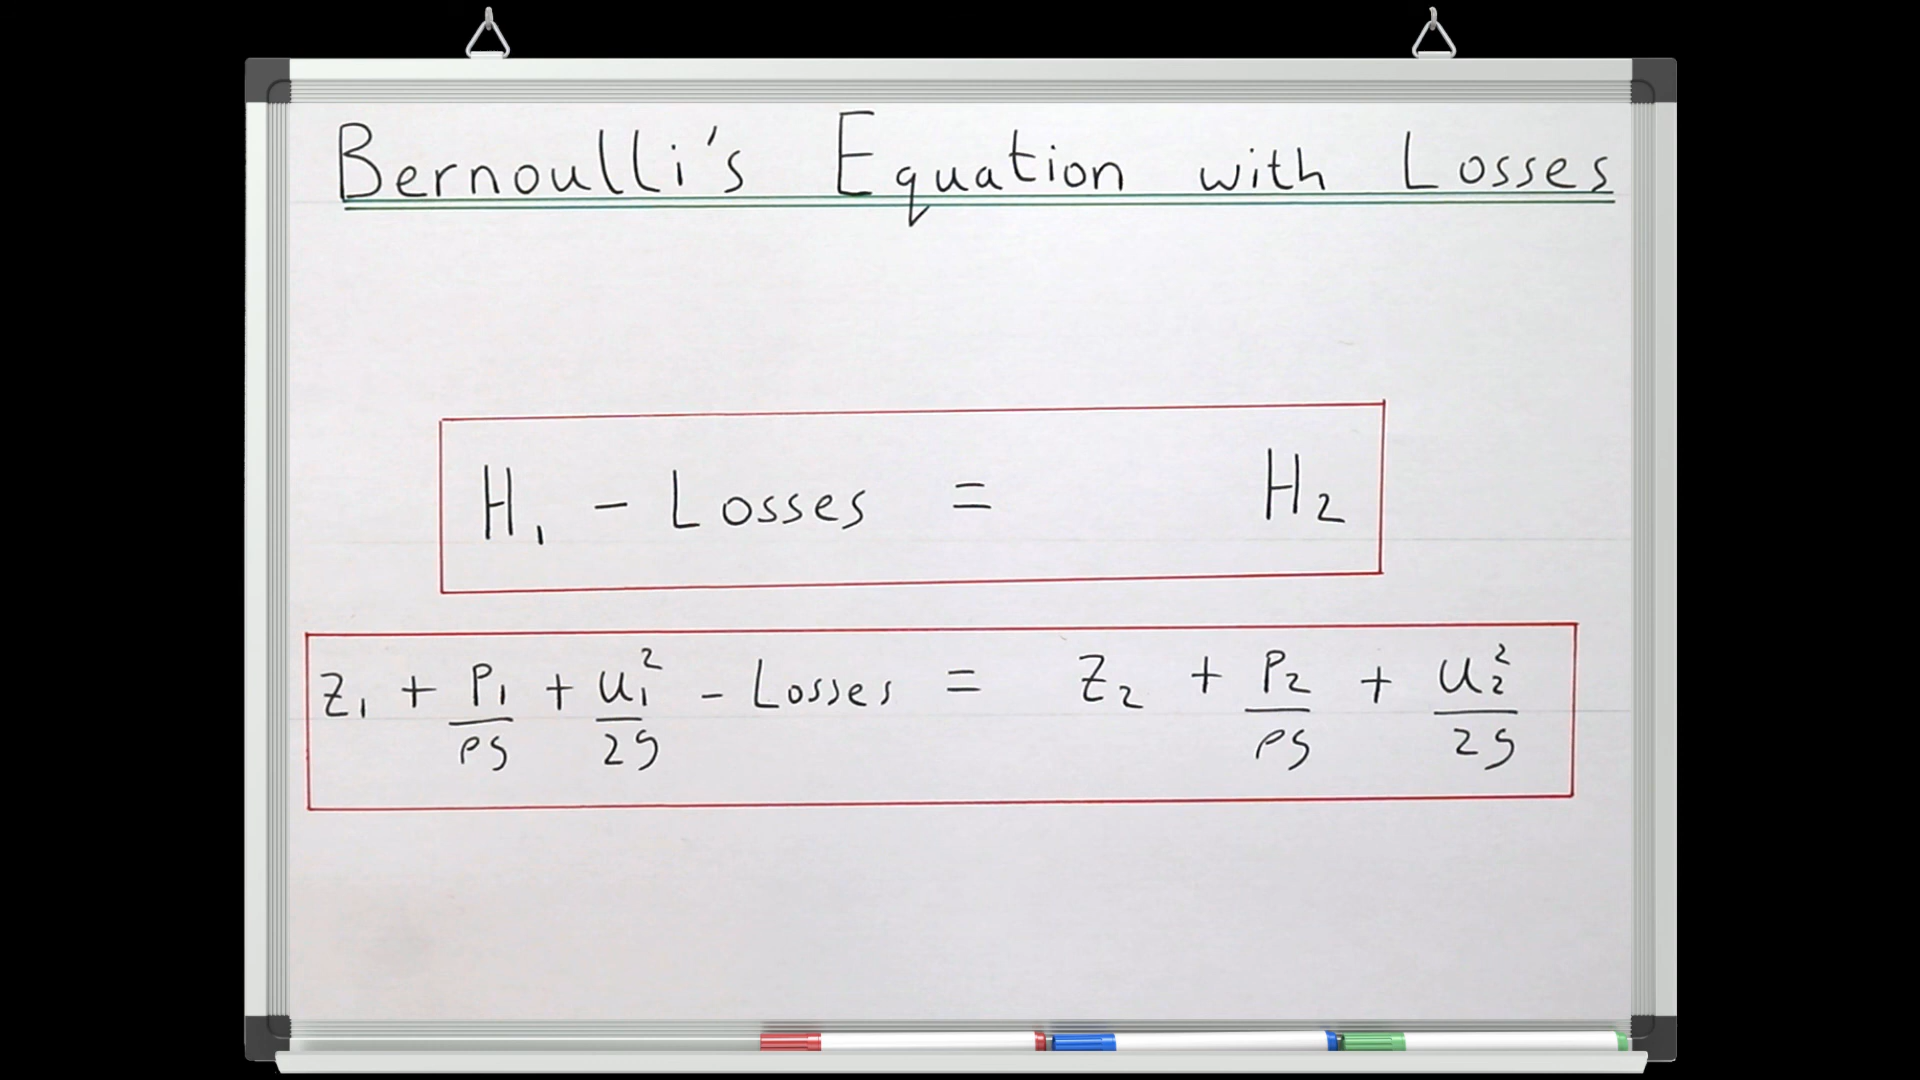 Bernoulli's Equation with Losses
H₁ - Losses = H₂
z₁ + P₁/ρg + u₁²/2g - Losses = z₂ + P₂/ρg + u₂²/2g